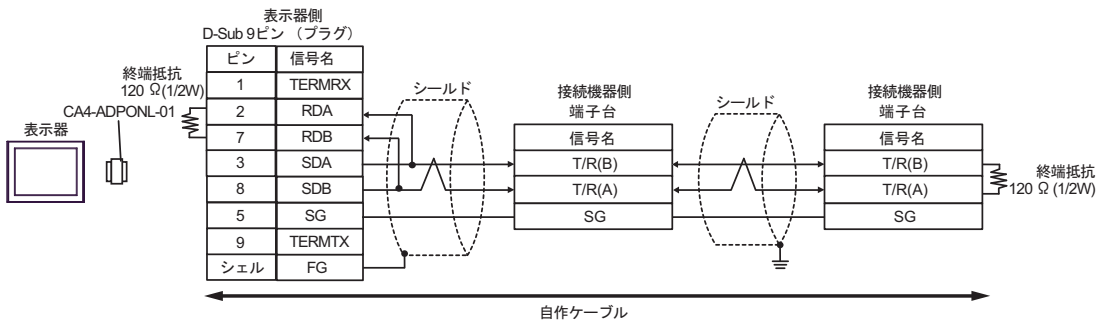 表示器側
D-Sub 9ピン （プラグ）
ピン 信号名
1 TERMRX
2 RDA
7 RDB
3 SDA
8 SDB
5 SG
9 TERMTX
シェル FG
終端抵抗
120 Ω(1/2W)
CA4-ADPONL-01
表示器
シールド
接続機器側
端子台
信号名
T/R(B)
T/R(A)
SG
シールド
接続機器側
端子台
信号名
T/R(B)
T/R(A)
SG
終端抵抗
120 Ω (1/2W)
自作ケーブル